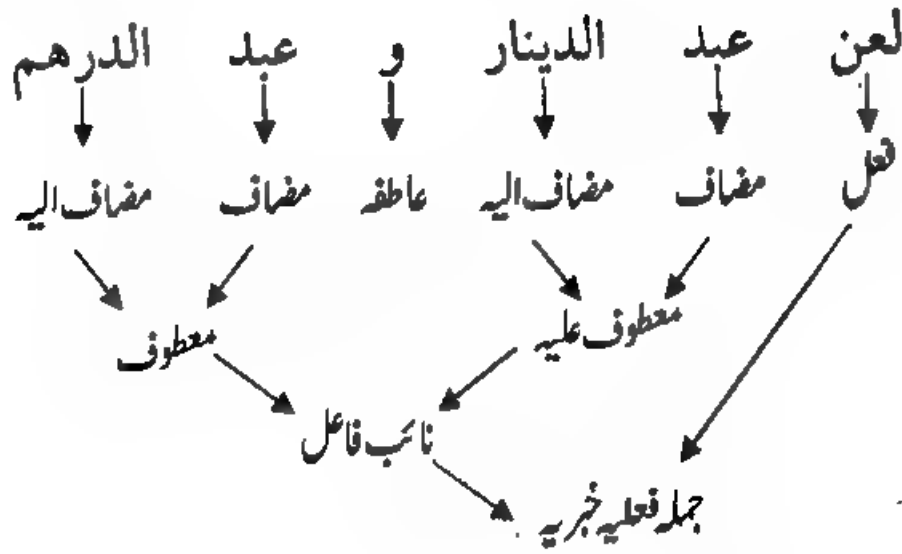 لعن عبد الدينار و عبد الدرهم
فعل مضاف مضاف الیہ عاطفہ مضاف مضاف الیہ
معطوف علیہ معطوف
نائب فاعل
جملہ فعلیہ خبریہ